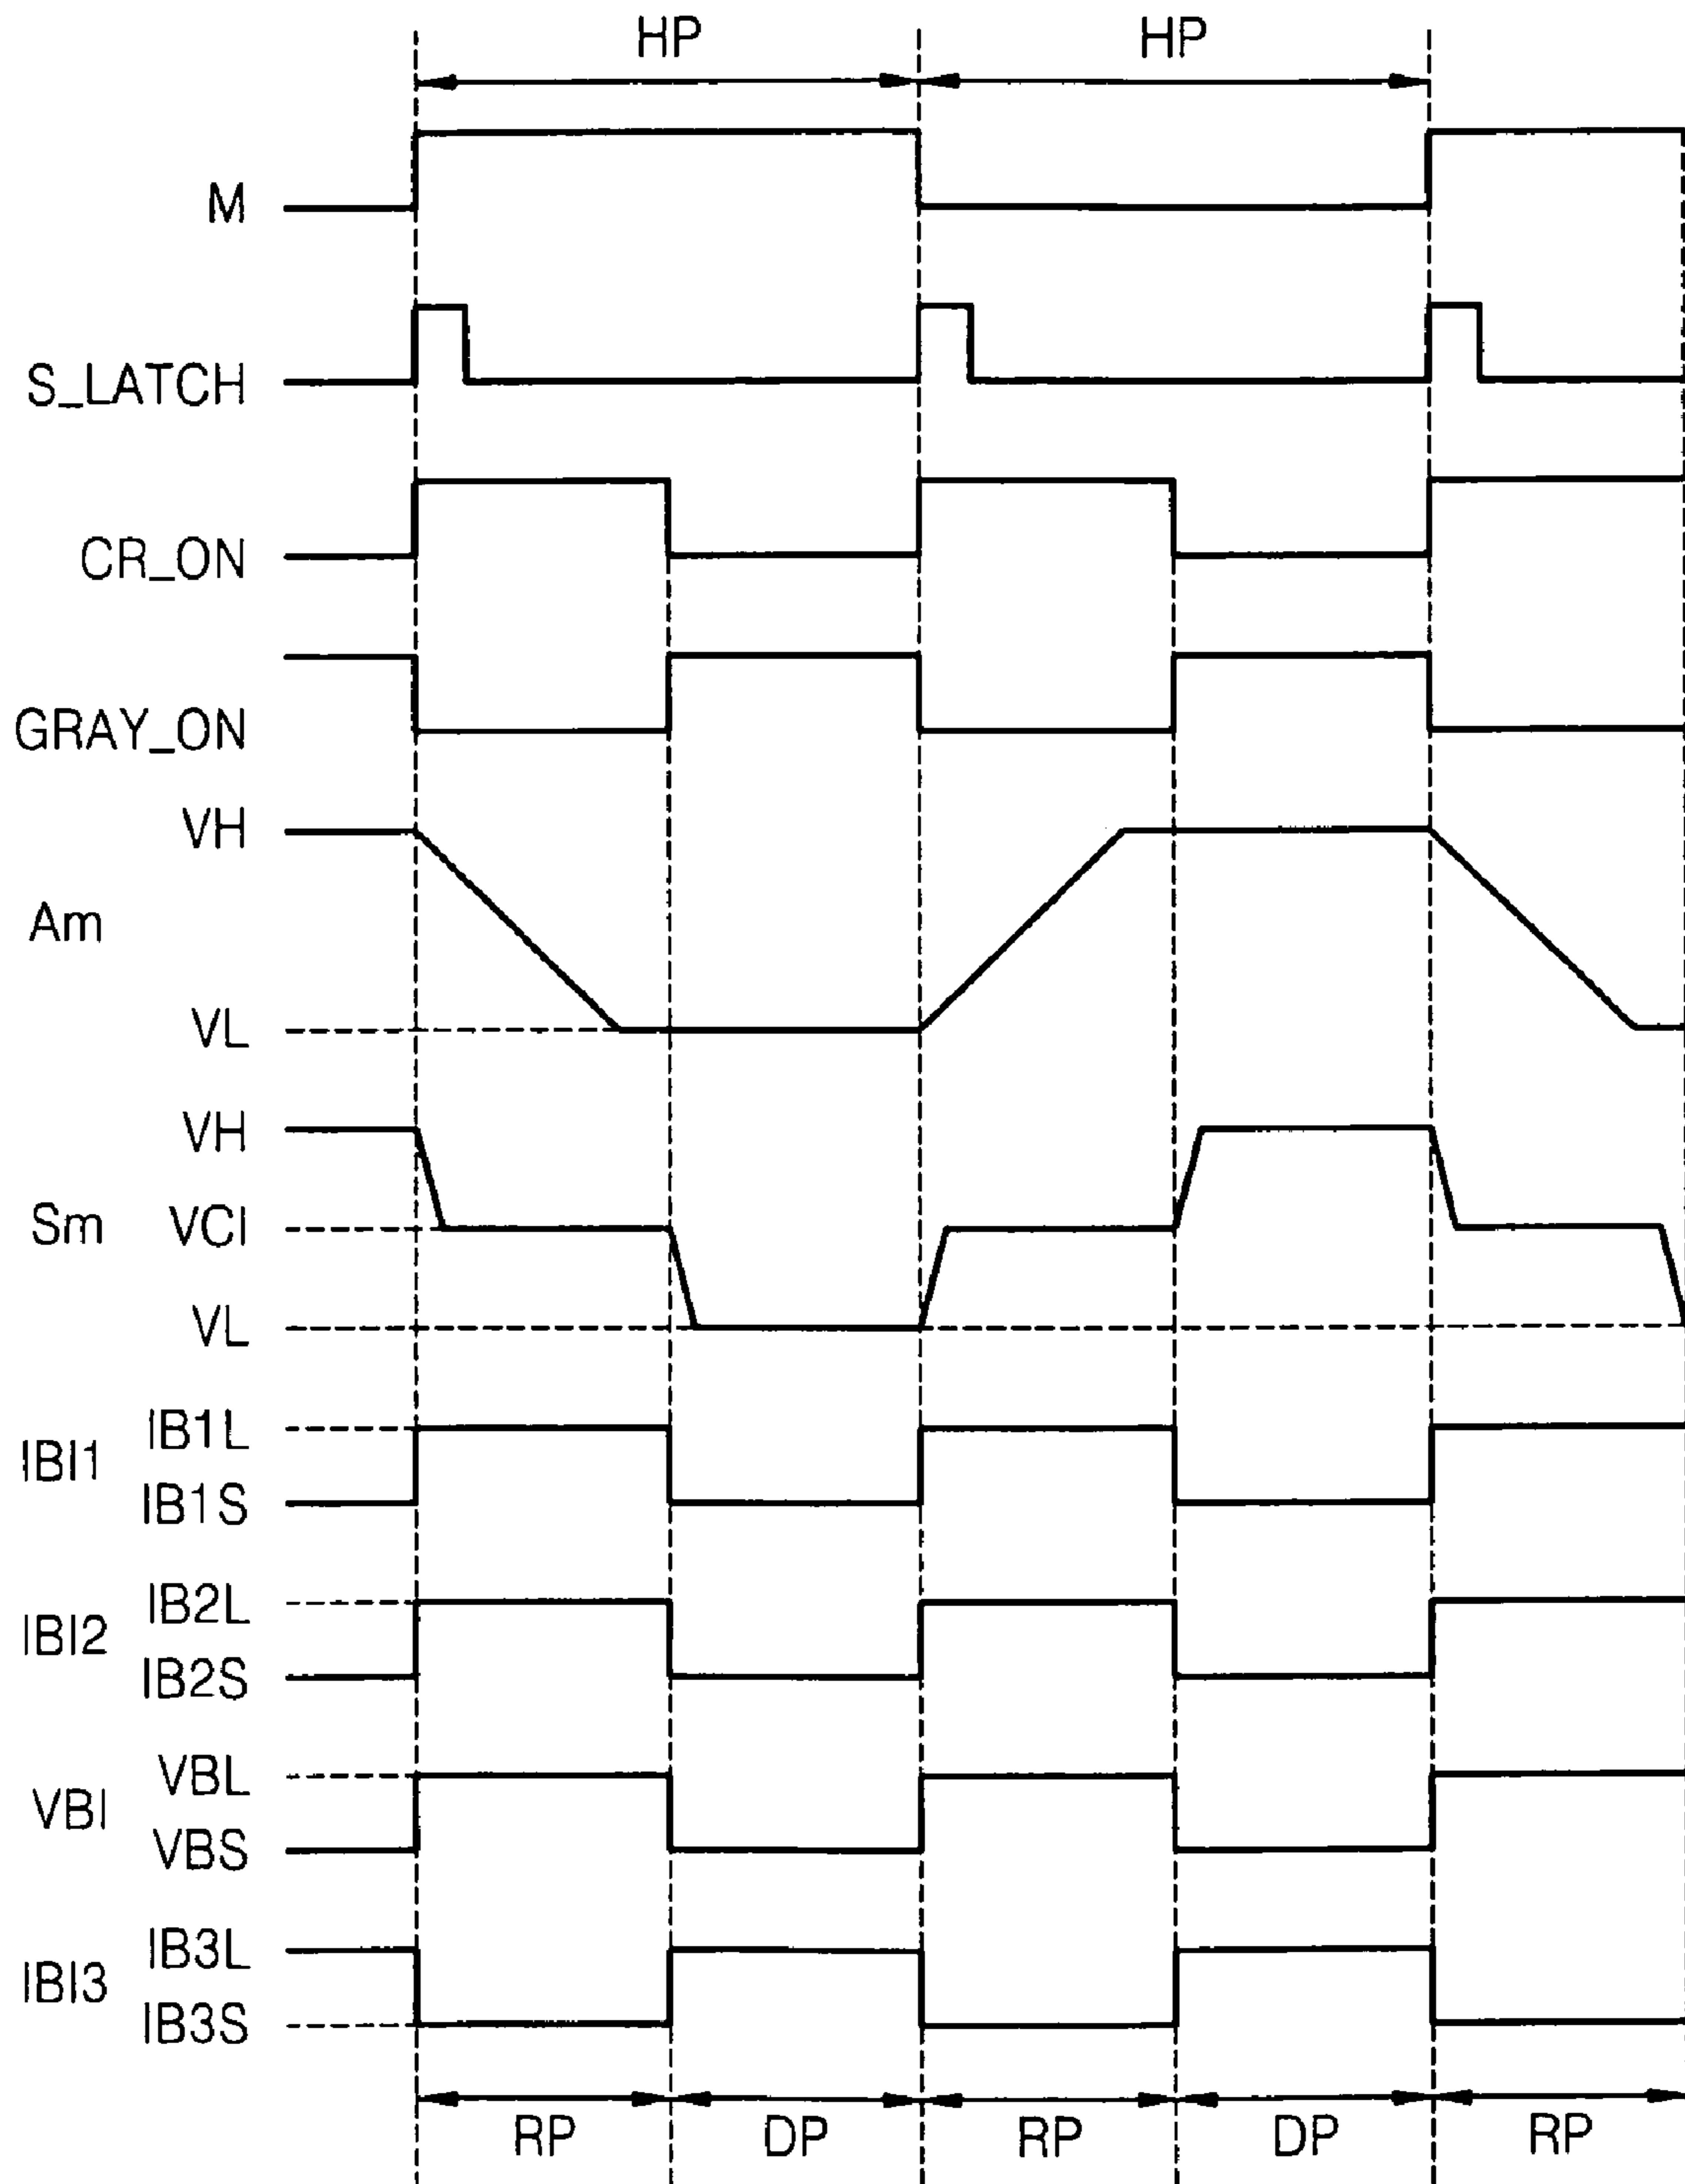 HP HP
M
S_LATCH
CR_ON
GRAY_ON
VH
Am
VL
VH
Sm VCI
VL
IB1L
IBI1
IB1S
IB2L
IBI2
IB2S
VBL
VBI
VBS
IB3L
IBI3
IB3S
RP DP RP DP RP